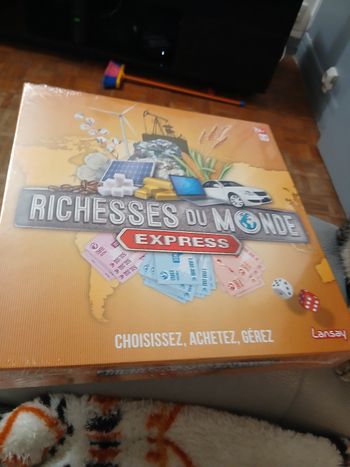 RICHESSES DU MONDE
EXPRESS
CHOISISSEZ, ACHETEZ, GÉREZ
Lansay